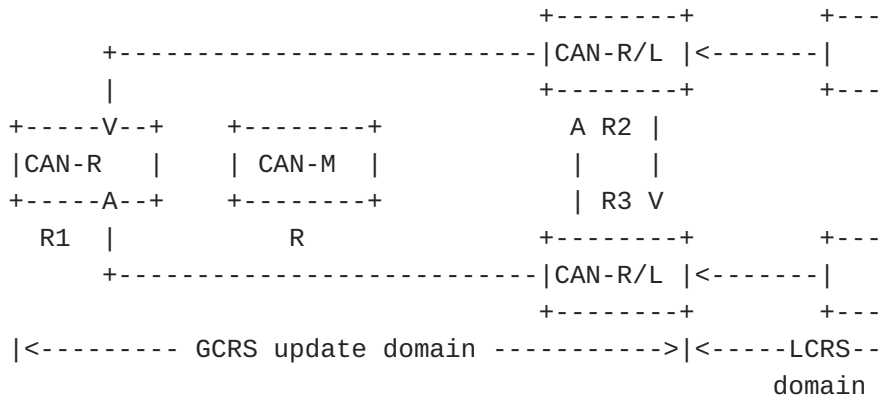 +--------+        +---
      +---------------------------|CAN-R/L |<-------|
      |                           +--------+        +---
+-----V--+    +--------+            A R2 |
|CAN-R   |    | CAN-M  |            |    |
+-----A--+    +--------+            | R3 V
  R1  |           R               +--------+        +---
      +---------------------------|CAN-R/L |<-------|
                                  +--------+        +---
|<--------- GCRS update domain ----------->|<-----LCRS--
                                                 domain